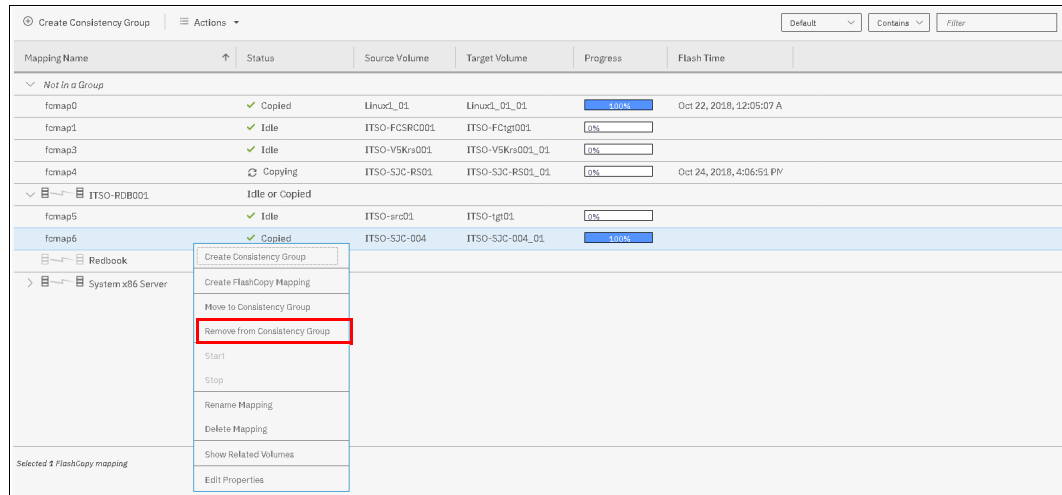 Create Consistency Group Actions Default Contains Filter
Mapping Name Status Source Volume Target Volume Progress Flash Time
Not in a Group
fcmap0 Copied Linux1_01 Linux1_01_01 100% Oct 22, 2018, 12:05:07 A
fcmap1 Idle ITSO-FCSRC001 ITSO-FCtgt001 0%
fcmap3 Idle ITSO-V5Krs001 ITSO-V5Krs001_01 0%
fcmap4 Copying ITSO-SJC-RS01 ITSO-SJC-RS01_01 0% Oct 24, 2018, 4:06:51 PM
ITSO-RDB001 Idle or Copied
fcmap5 Idle ITSO-src01 ITSO-tgt01 0%
fcmap6 Copied ITSO-SJC-004 ITSO-SJC-004_01 100%
Redbook
System x86 Server
Create Consistency Group
Create FlashCopy Mapping
Move to Consistency Group
Remove from Consistency Group
Start
Stop
Rename Mapping
Delete Mapping
Show Related Volumes
Edit Properties
Selected 1 FlashCopy mapping